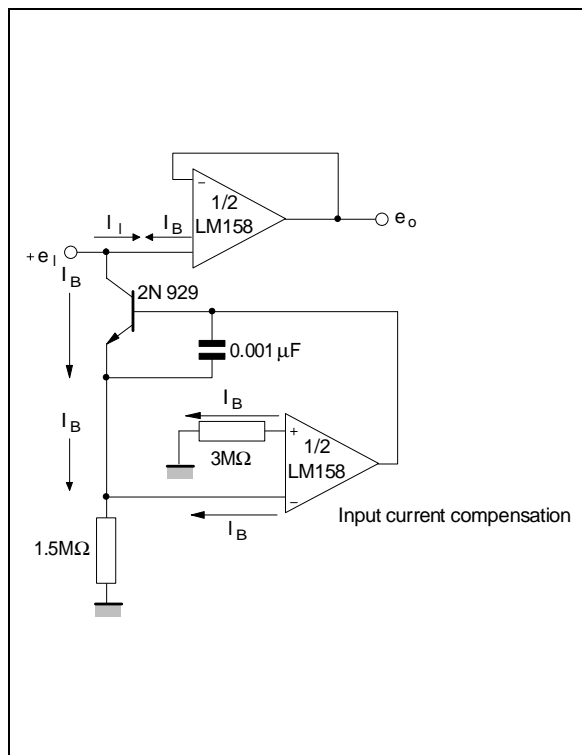 1/2
LM158
I I
I B
e o
+e I
I B
2N 929
0.001 µF
I B
I B
3MΩ
1/2
LM158
I B
1.5MΩ
Input current compensation
+
−
−